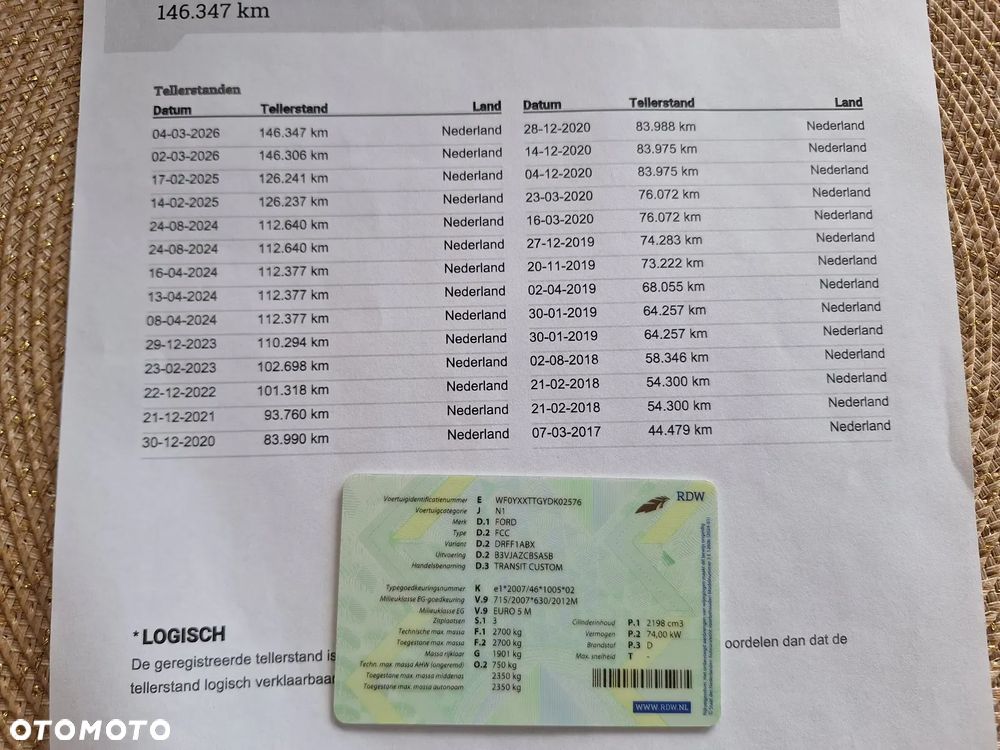 146.347 km
Tellerstanden
Datum Tellerstand Land
04-03-2026 146.347 km Nederland
02-03-2026 146.306 km Nederland
17-02-2025 126.241 km Nederland
14-02-2025 126.237 km Nederland
24-08-2024 112.640 km Nederland
24-08-2024 112.640 km Nederland
16-04-2024 112.377 km Nederland
13-04-2024 112.377 km Nederland
08-04-2024 112.377 km Nederland
29-12-2023 110.294 km Nederland
23-02-2023 102.698 km Nederland
22-12-2022 101.318 km Nederland
21-12-2021 93.760 km Nederland
30-12-2020 83.990 km Nederland
Datum Tellerstand Land
28-12-2020 83.988 km Nederland
14-12-2020 83.975 km Nederland
04-12-2020 83.975 km Nederland
23-03-2020 76.072 km Nederland
16-03-2020 76.072 km Nederland
27-12-2019 74.283 km Nederland
20-11-2019 73.222 km Nederland
02-04-2019 68.055 km Nederland
30-01-2019 64.257 km Nederland
30-01-2019 64.257 km Nederland
02-08-2018 58.346 km Nederland
21-02-2018 54.300 km Nederland
21-02-2018 54.300 km Nederland
07-03-2017 44.479 km Nederland
RDW
Voertuigidentificatienummer E WF0YXXTTGYDK02576
Voertuigcategorie J N1
Merk D.1 FORD
Type D.2 FCC
Variant D.2 DRFF1ABX
Uitvoering D.2 B3VJAZCBSASB
Handelsbenaming D.3 TRANSIT CUSTOM
Typegoedkeuringsnummer K e1*2007/46*1005*02
Milieuklasse EG-goedkeuring V.9 715/2007*630/2012M
Milieuklasse EG V.9 EURO 5 M
Zitplaatsen S.1 3
Technische max. massa F.1 2700 kg
Toegestane max. massa F.2 2700 kg
Massa rijklaar G 1901 kg
Techn. max. massa AHW (ongeremd) O.2 750 kg
Toegestane max. massa middenas 2350 kg
Toegestane max. massa autonoom 2350 kg
Cilinderinhoud P.1 2198 cm3
Vermogen P.2 74,00 kW
Brandstof P.3 D
Max. snelheid T -
WWW.RDW.NL
*LOGISCH
De geregistreerde tellerstand is
oordelen dan dat de
tellerstand logisch verklaarbaar
OTOMOTO